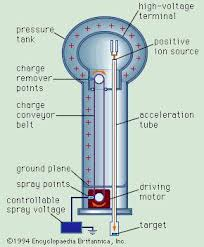 high-voltage
terminal
pressure
tank
positive
ion source
charge
remover
points
charge
conveyor
belt
acceleration
tube
ground plane
spray points
controllable
spray voltage
driving
motor
target
©1994 Encyclopaedia Britannica, Inc.